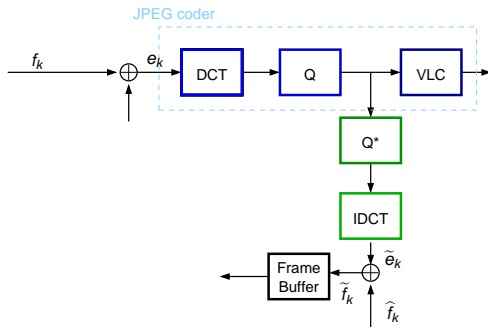 JPEG coder
f_k
e_k
DCT
Q
VLC
Q*
IDCT
ẽ_k
Frame
Buffer
f̃_k
f̂_k